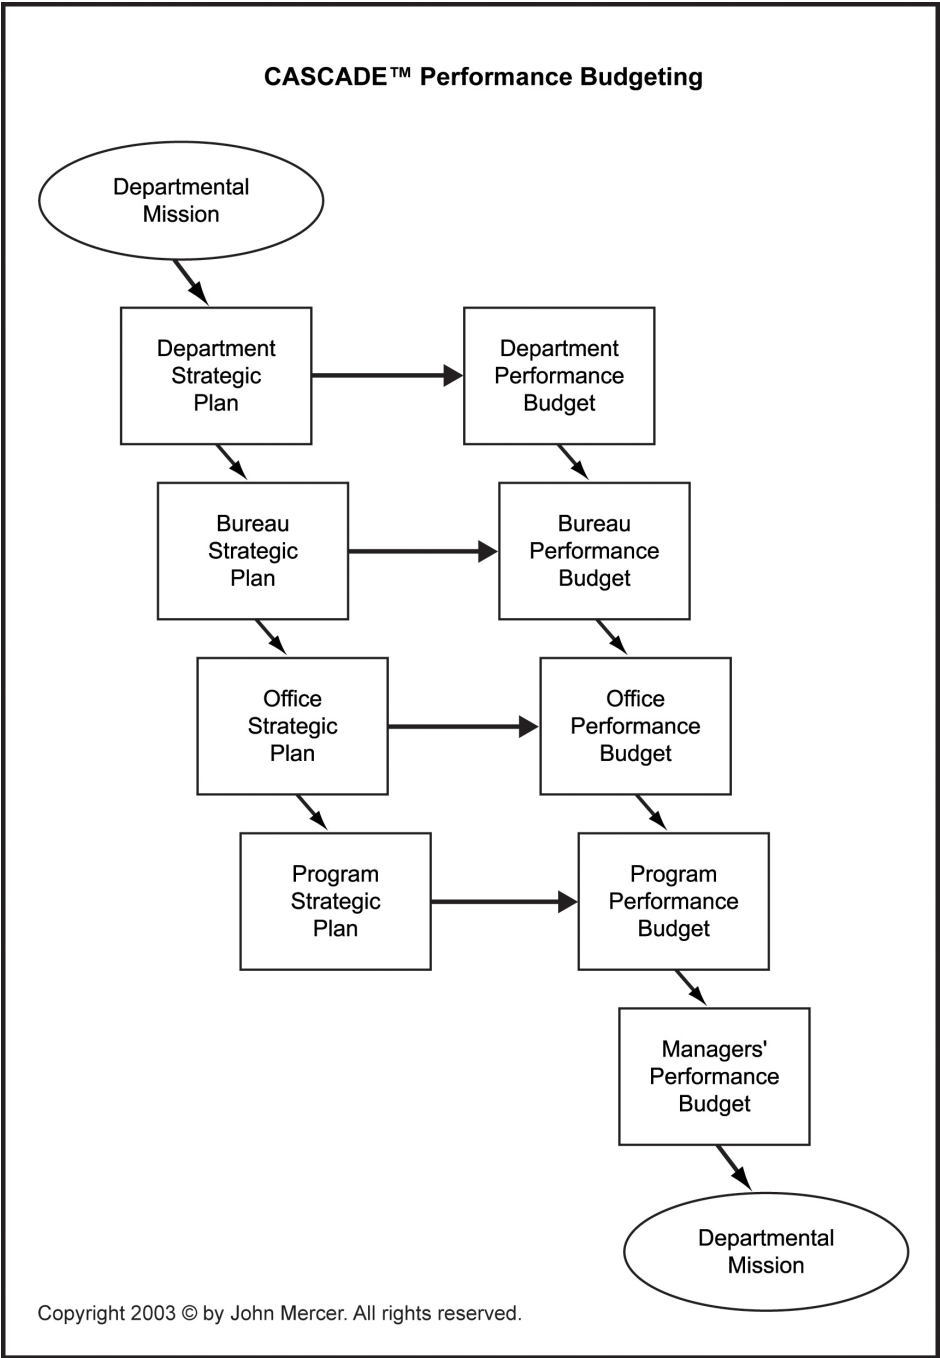 CASCADE™ Performance Budgeting
Departmental
Mission
Department
Strategic
Plan
Department
Performance
Budget
Bureau
Strategic
Plan
Bureau
Performance
Budget
Office
Strategic
Plan
Office
Performance
Budget
Program
Strategic
Plan
Program
Performance
Budget
Managers'
Performance
Budget
Departmental
Mission
Copyright 2003 © by John Mercer. All rights reserved.